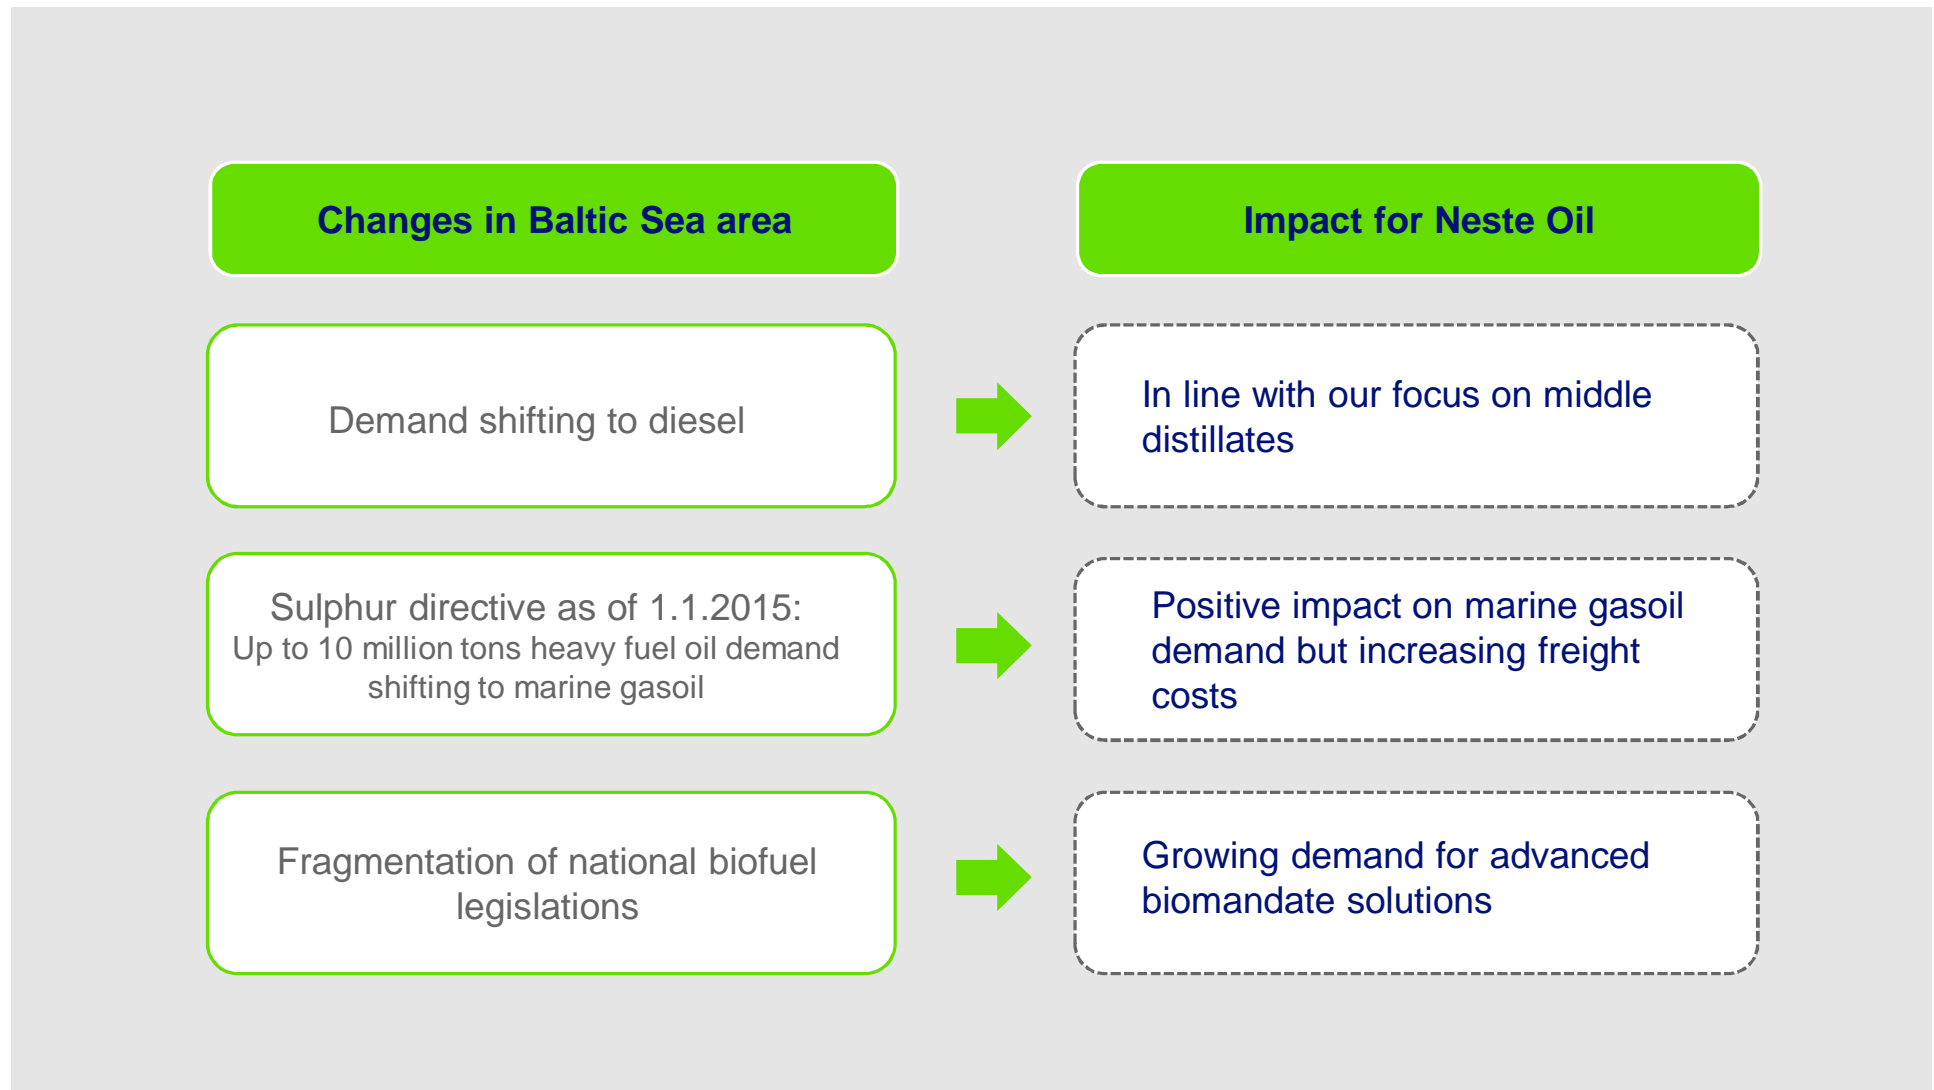 Changes in Baltic Sea area
Impact for Neste Oil
Demand shifting to diesel
In line with our focus on middle
distillates
Sulphur directive as of 1.1.2015:
Up to 10 million tons heavy fuel oil demand
shifting to marine gasoil
Positive impact on marine gasoil
demand but increasing freight
costs
Fragmentation of national biofuel
legislations
Growing demand for advanced
biomandate solutions